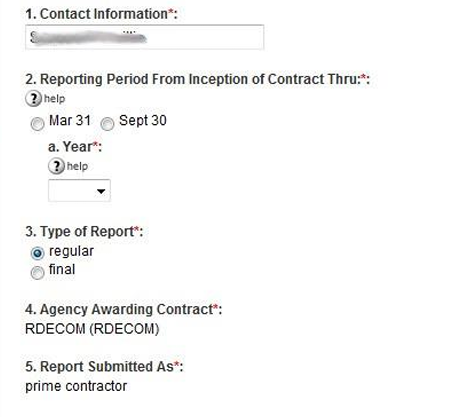 1. Contact Information*:
2. Reporting Period From Inception of Contract Thru:*:
? help
Mar 31 Sept 30
a. Year*:
? help
3. Type of Report*:
regular
final
4. Agency Awarding Contract*:
RDECOM (RDECOM)
5. Report Submitted As*:
prime contractor